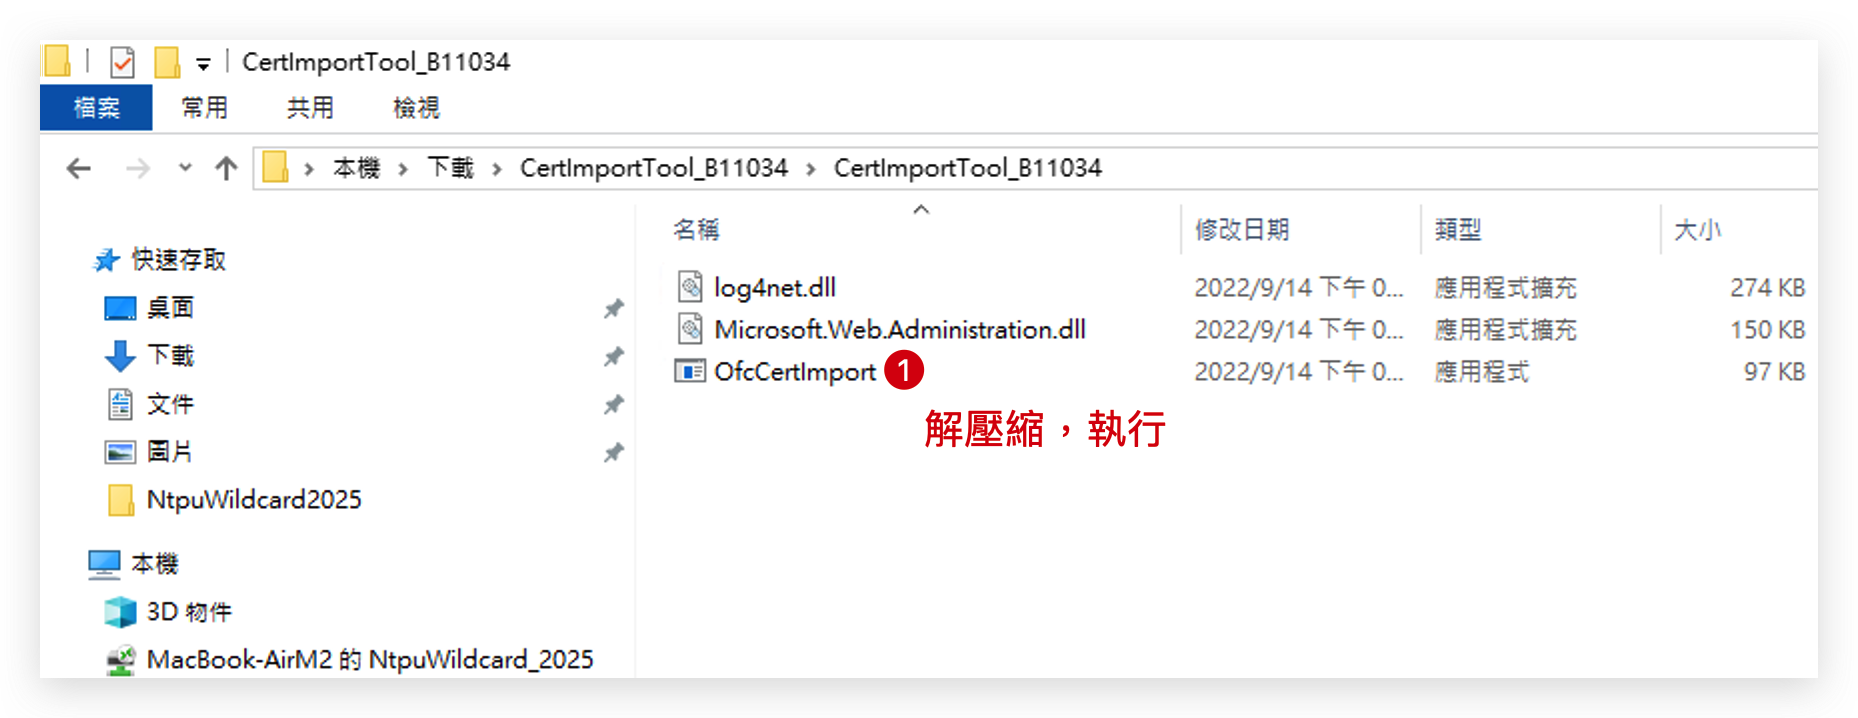 CertImportTool_B11034
檔案 常用 共用 檢視
本機 › 下載 › CertImportTool_B11034 › CertImportTool_B11034
名稱 修改日期 類型 大小
快速存取
桌面
下載
文件
圖片
NtpuWildcard2025
本機
3D 物件
MacBook-AirM2 的 NtpuWildcard_2025
log4net.dll 2022/9/14 下午 0... 應用程式擴充 274 KB
Microsoft.Web.Administration.dll 2022/9/14 下午 0... 應用程式擴充 150 KB
OfcCertImport 1 2022/9/14 下午 0... 應用程式 97 KB
解壓縮，執行